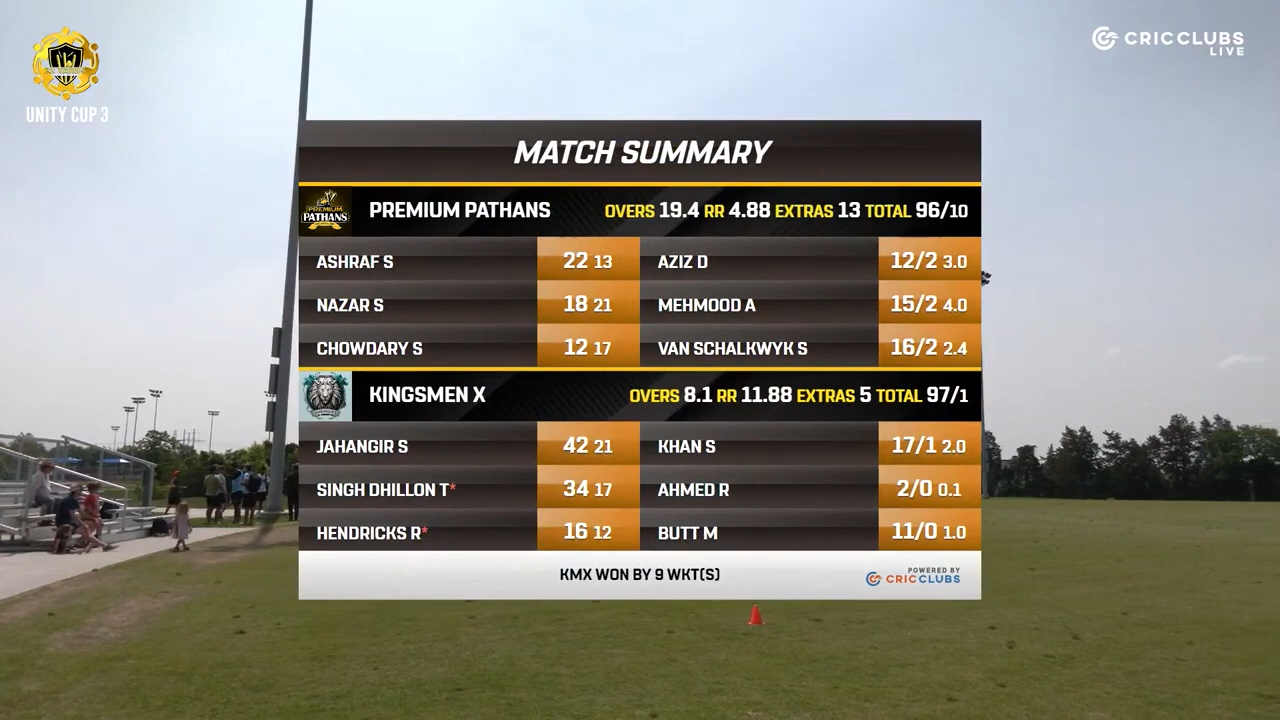 UNITY CUP 3
CRICCLUBS
LIVE
MATCH SUMMARY
PREMIUM PATHANS
PREMIUM PATHANS OVERS 19.4 RR 4.88 EXTRAS 13 TOTAL 96/10
ASHRAF S 22 13 AZIZ D 12/2 3.0
NAZAR S 18 21 MEHMOOD A 15/2 4.0
CHOWDARY S 12 17 VAN SCHALKWYK S 16/2 2.4
KINGSMEN X OVERS 8.1 RR 11.88 EXTRAS 5 TOTAL 97/1
JAHANGIR S 42 21 KHAN S 17/1 2.0
SINGH DHILLON T* 34 17 AHMED R 2/0 0.1
HENDRICKS R* 16 12 BUTT M 11/0 1.0
KMX WON BY 9 WKT(S)
POWERED BY
CRICCLUBS